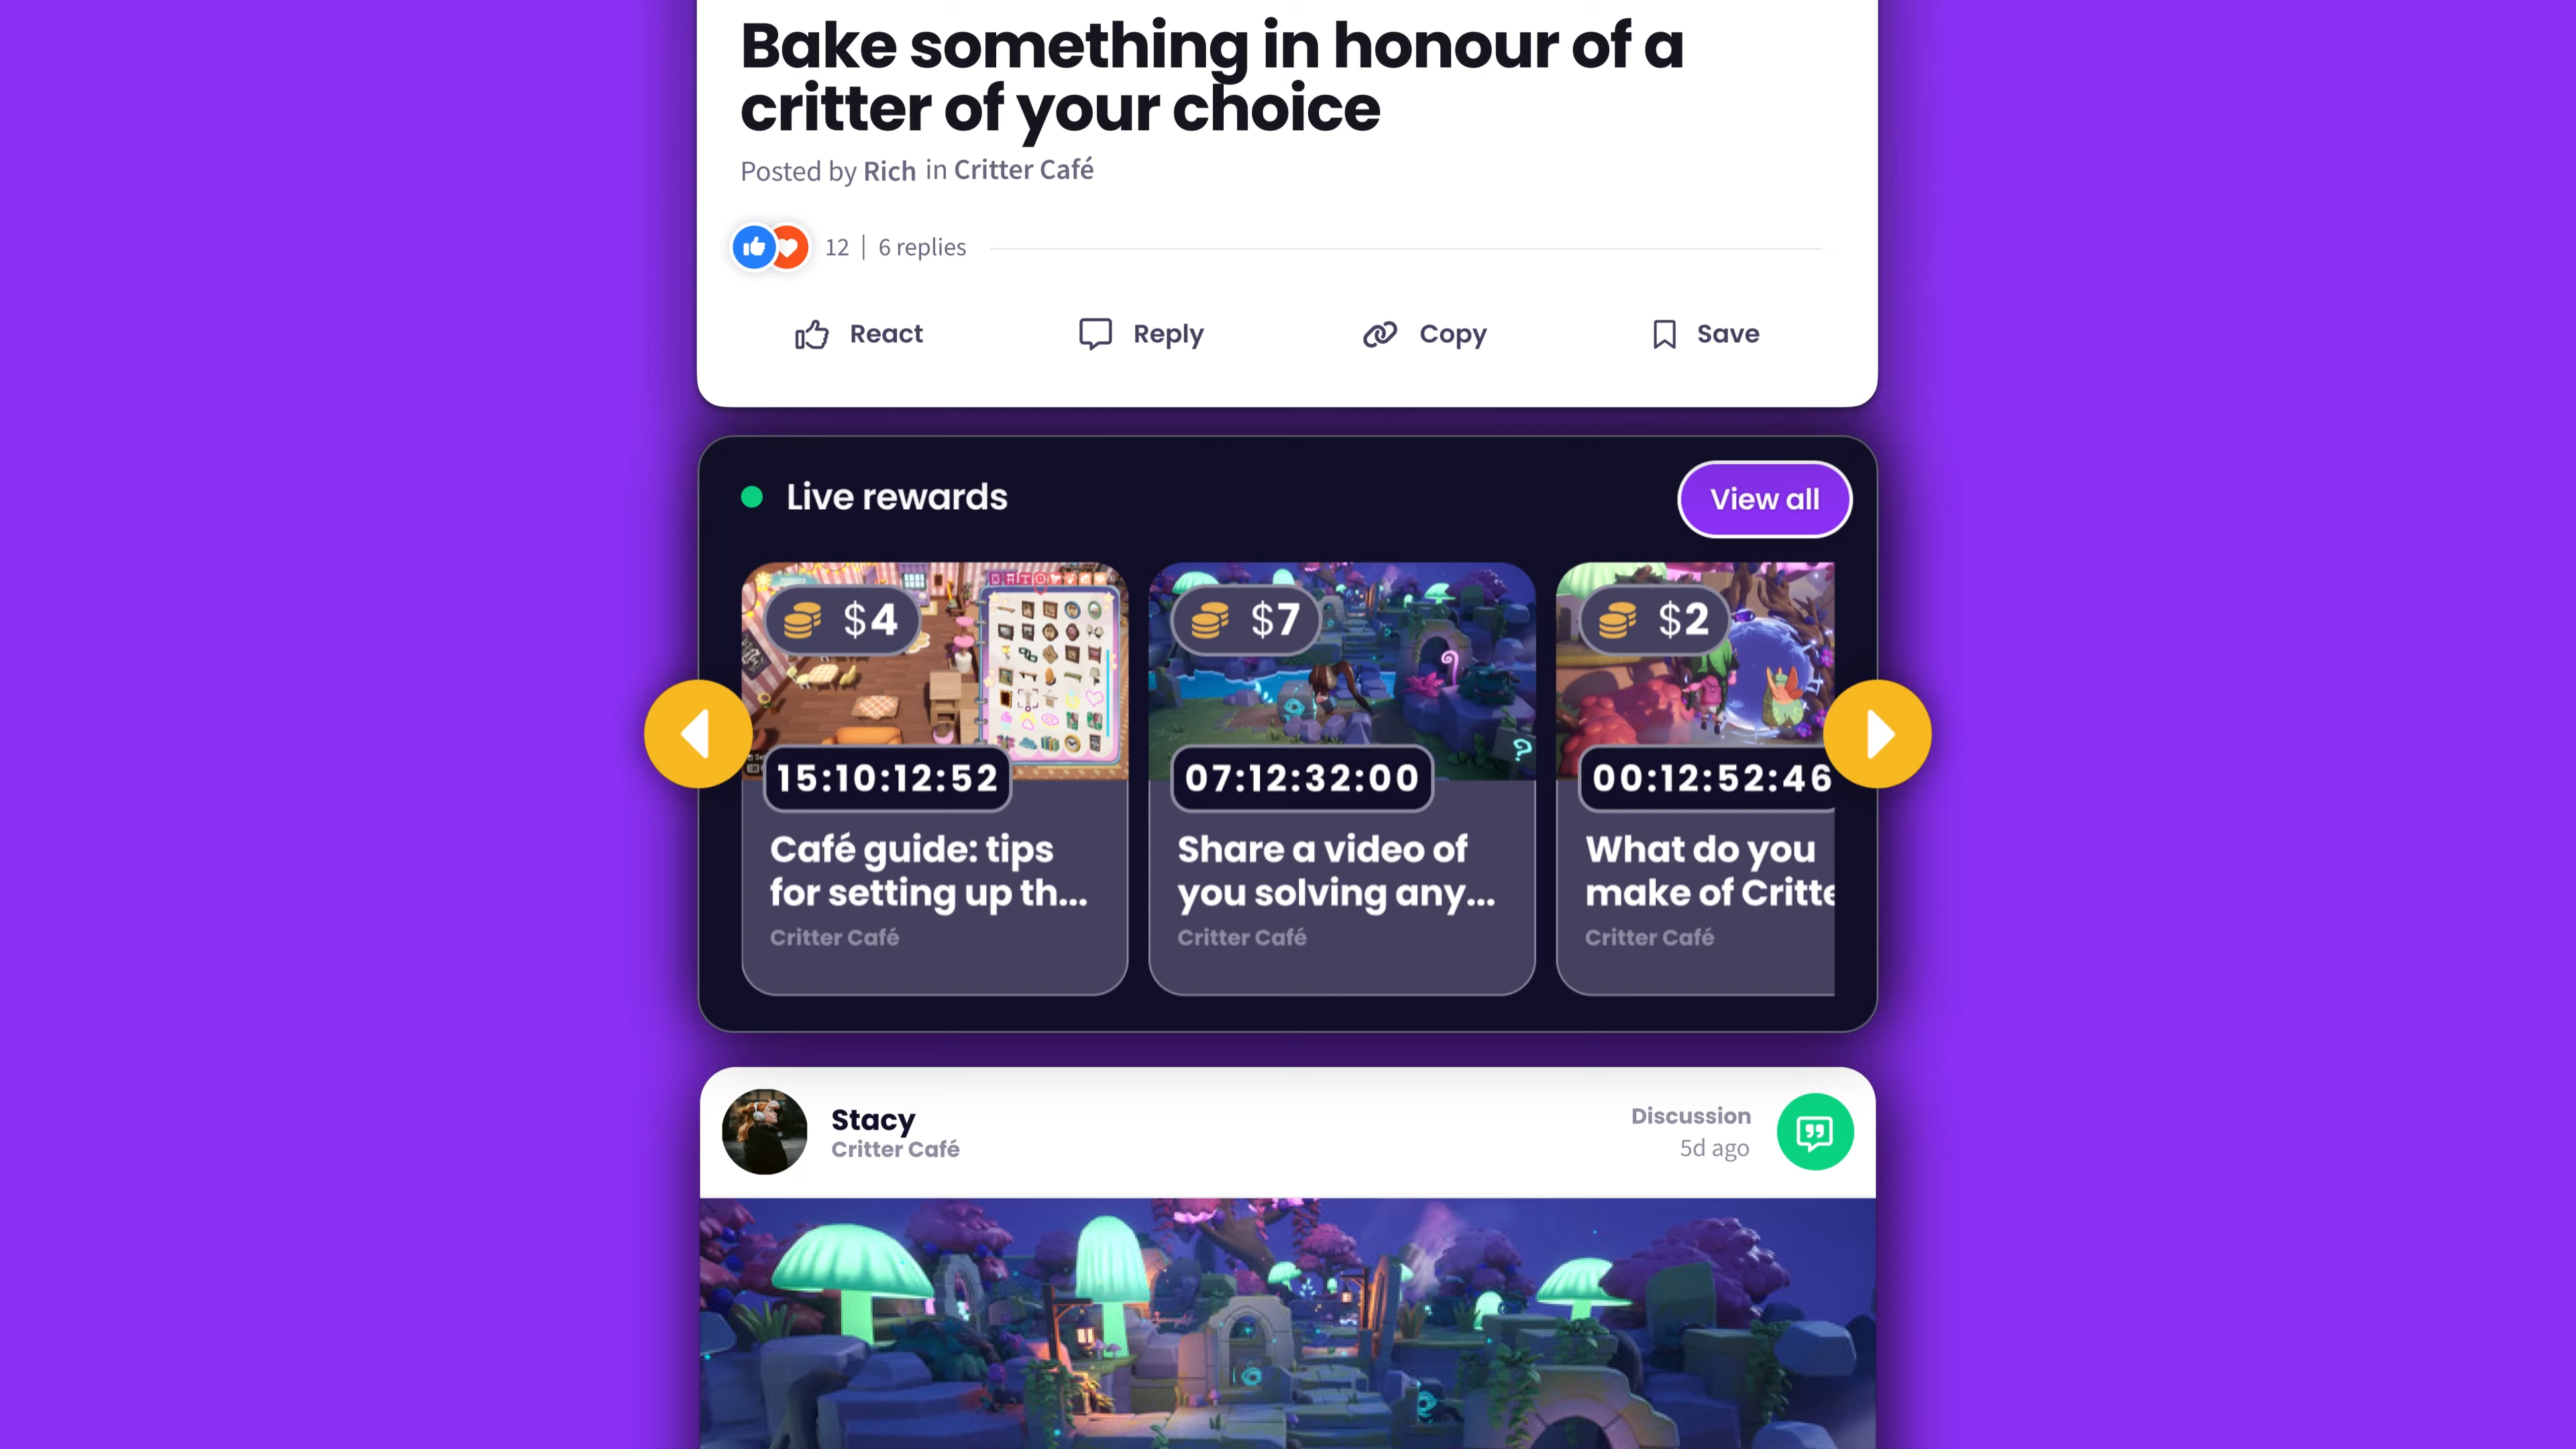 Bake something in honour of a
critter of your choice
Posted by Rich in Critter Café
12 | 6 replies
React
Reply
Copy
Save
Live rewards
View all
$4
$7
$2
15:10:12:52
07:12:32:00
00:12:52:46
Café guide: tips
for setting up th...
Critter Café
Share a video of
you solving any...
Critter Café
What do you
make of Critte
Critter Café
Stacy
Critter Café
Discussion
5d ago